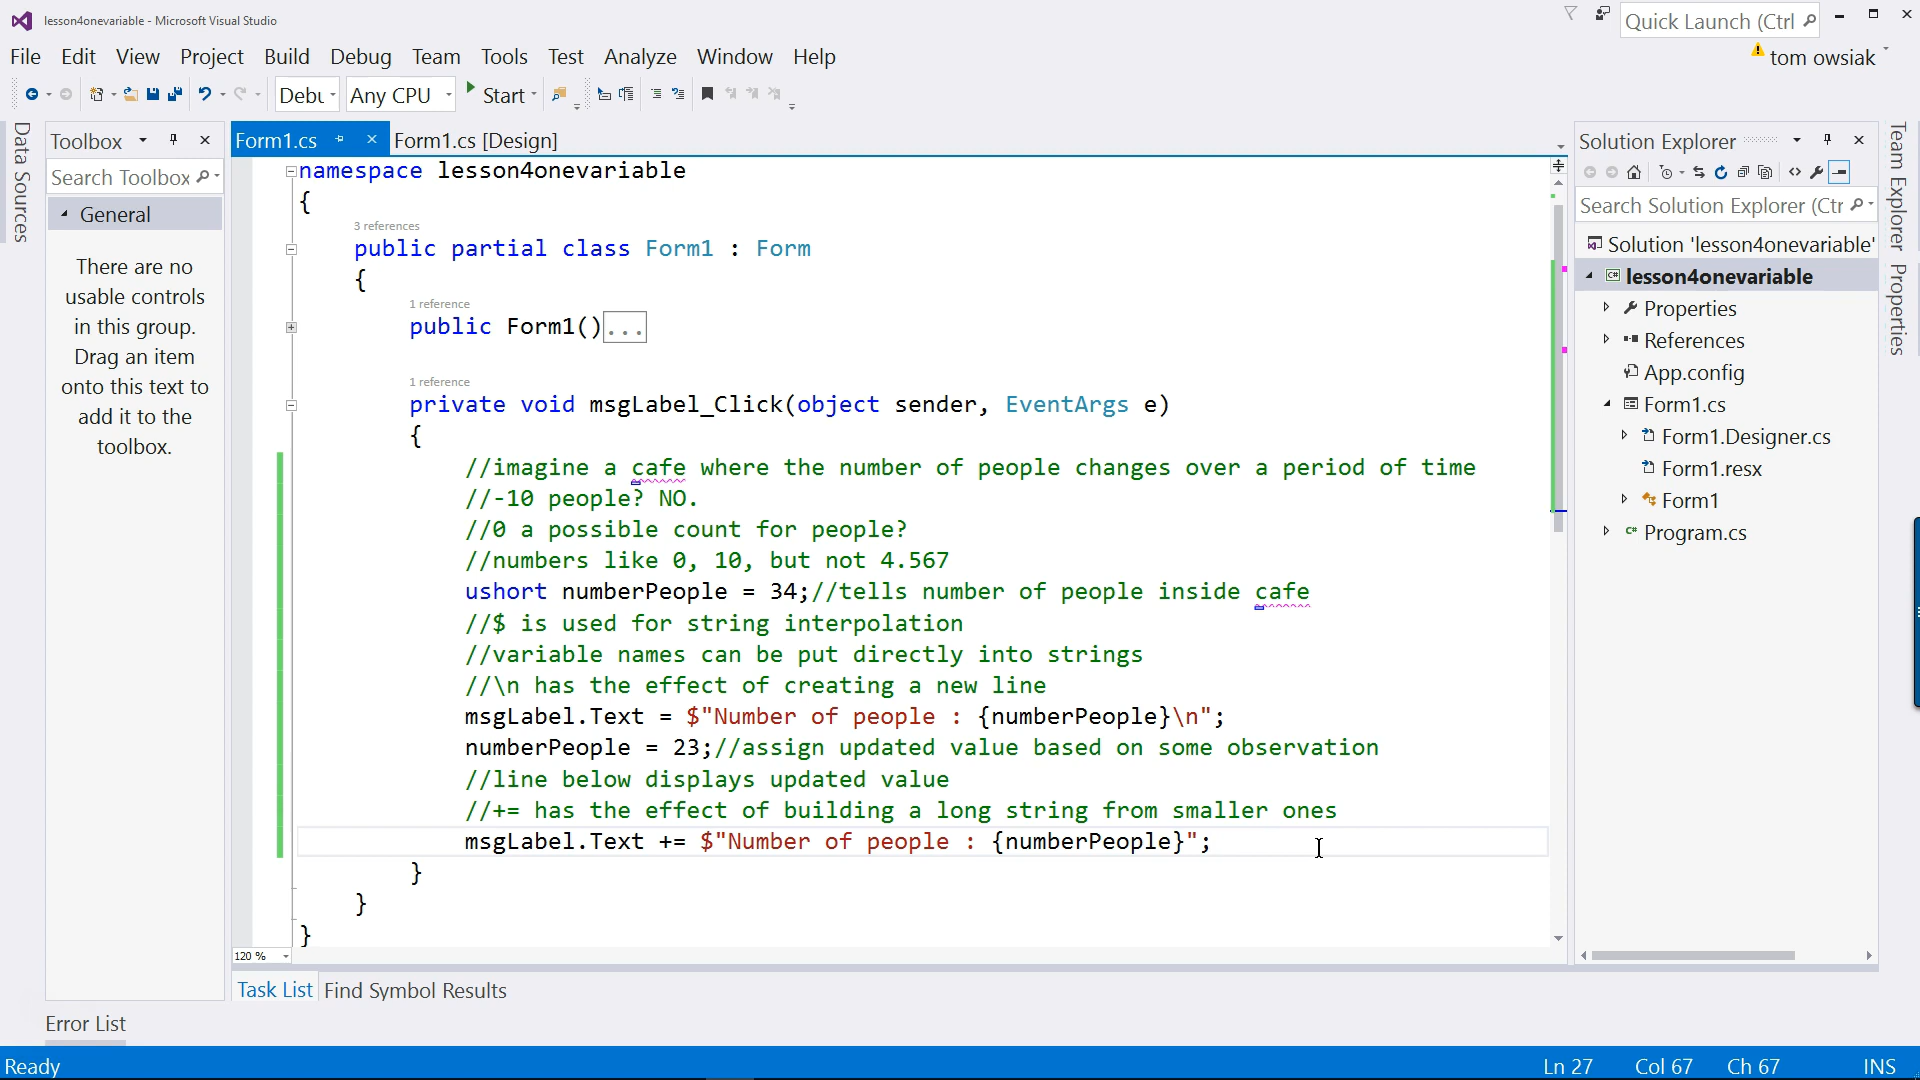 lesson4onevariable - Microsoft Visual Studio
Quick Launch (Ctrl
File Edit View Project Build Debug Team Tools Test Analyze Window Help
tom owsiak
Debu Any CPU Start
Data Sources
Toolbox
Search Toolbox
General
There are no
usable controls
in this group.
Drag an item
onto this text to
add it to the
toolbox.
Form1.cs Form1.cs [Design]
namespace lesson4onevariable
{
3 references
public partial class Form1 : Form
{
1 reference
public Form1()...
1 reference
private void msgLabel_Click(object sender, EventArgs e)
{
//imagine a cafe where the number of people changes over a period of time
//-10 people? NO.
//0 a possible count for people?
//numbers like 0, 10, but not 4.567
ushort numberPeople = 34;//tells number of people inside cafe
//$ is used for string interpolation
//variable names can be put directly into strings
//\n has the effect of creating a new line
msgLabel.Text = $"Number of people : {numberPeople}\n";
numberPeople = 23;//assign updated value based on some observation
//line below displays updated value
//+= has the effect of building a long string from smaller ones
msgLabel.Text += $"Number of people : {numberPeople}";
}
}
}
120 %
Task List Find Symbol Results
Error List
Solution Explorer
Search Solution Explorer (Ctr
Solution 'lesson4onevariable'
C# lesson4onevariable
Properties
References
App.config
Form1.cs
Form1.Designer.cs
Form1.resx
Form1
C# Program.cs
Team Explorer
Properties
Ready Ln 27 Col 67 Ch 67 INS